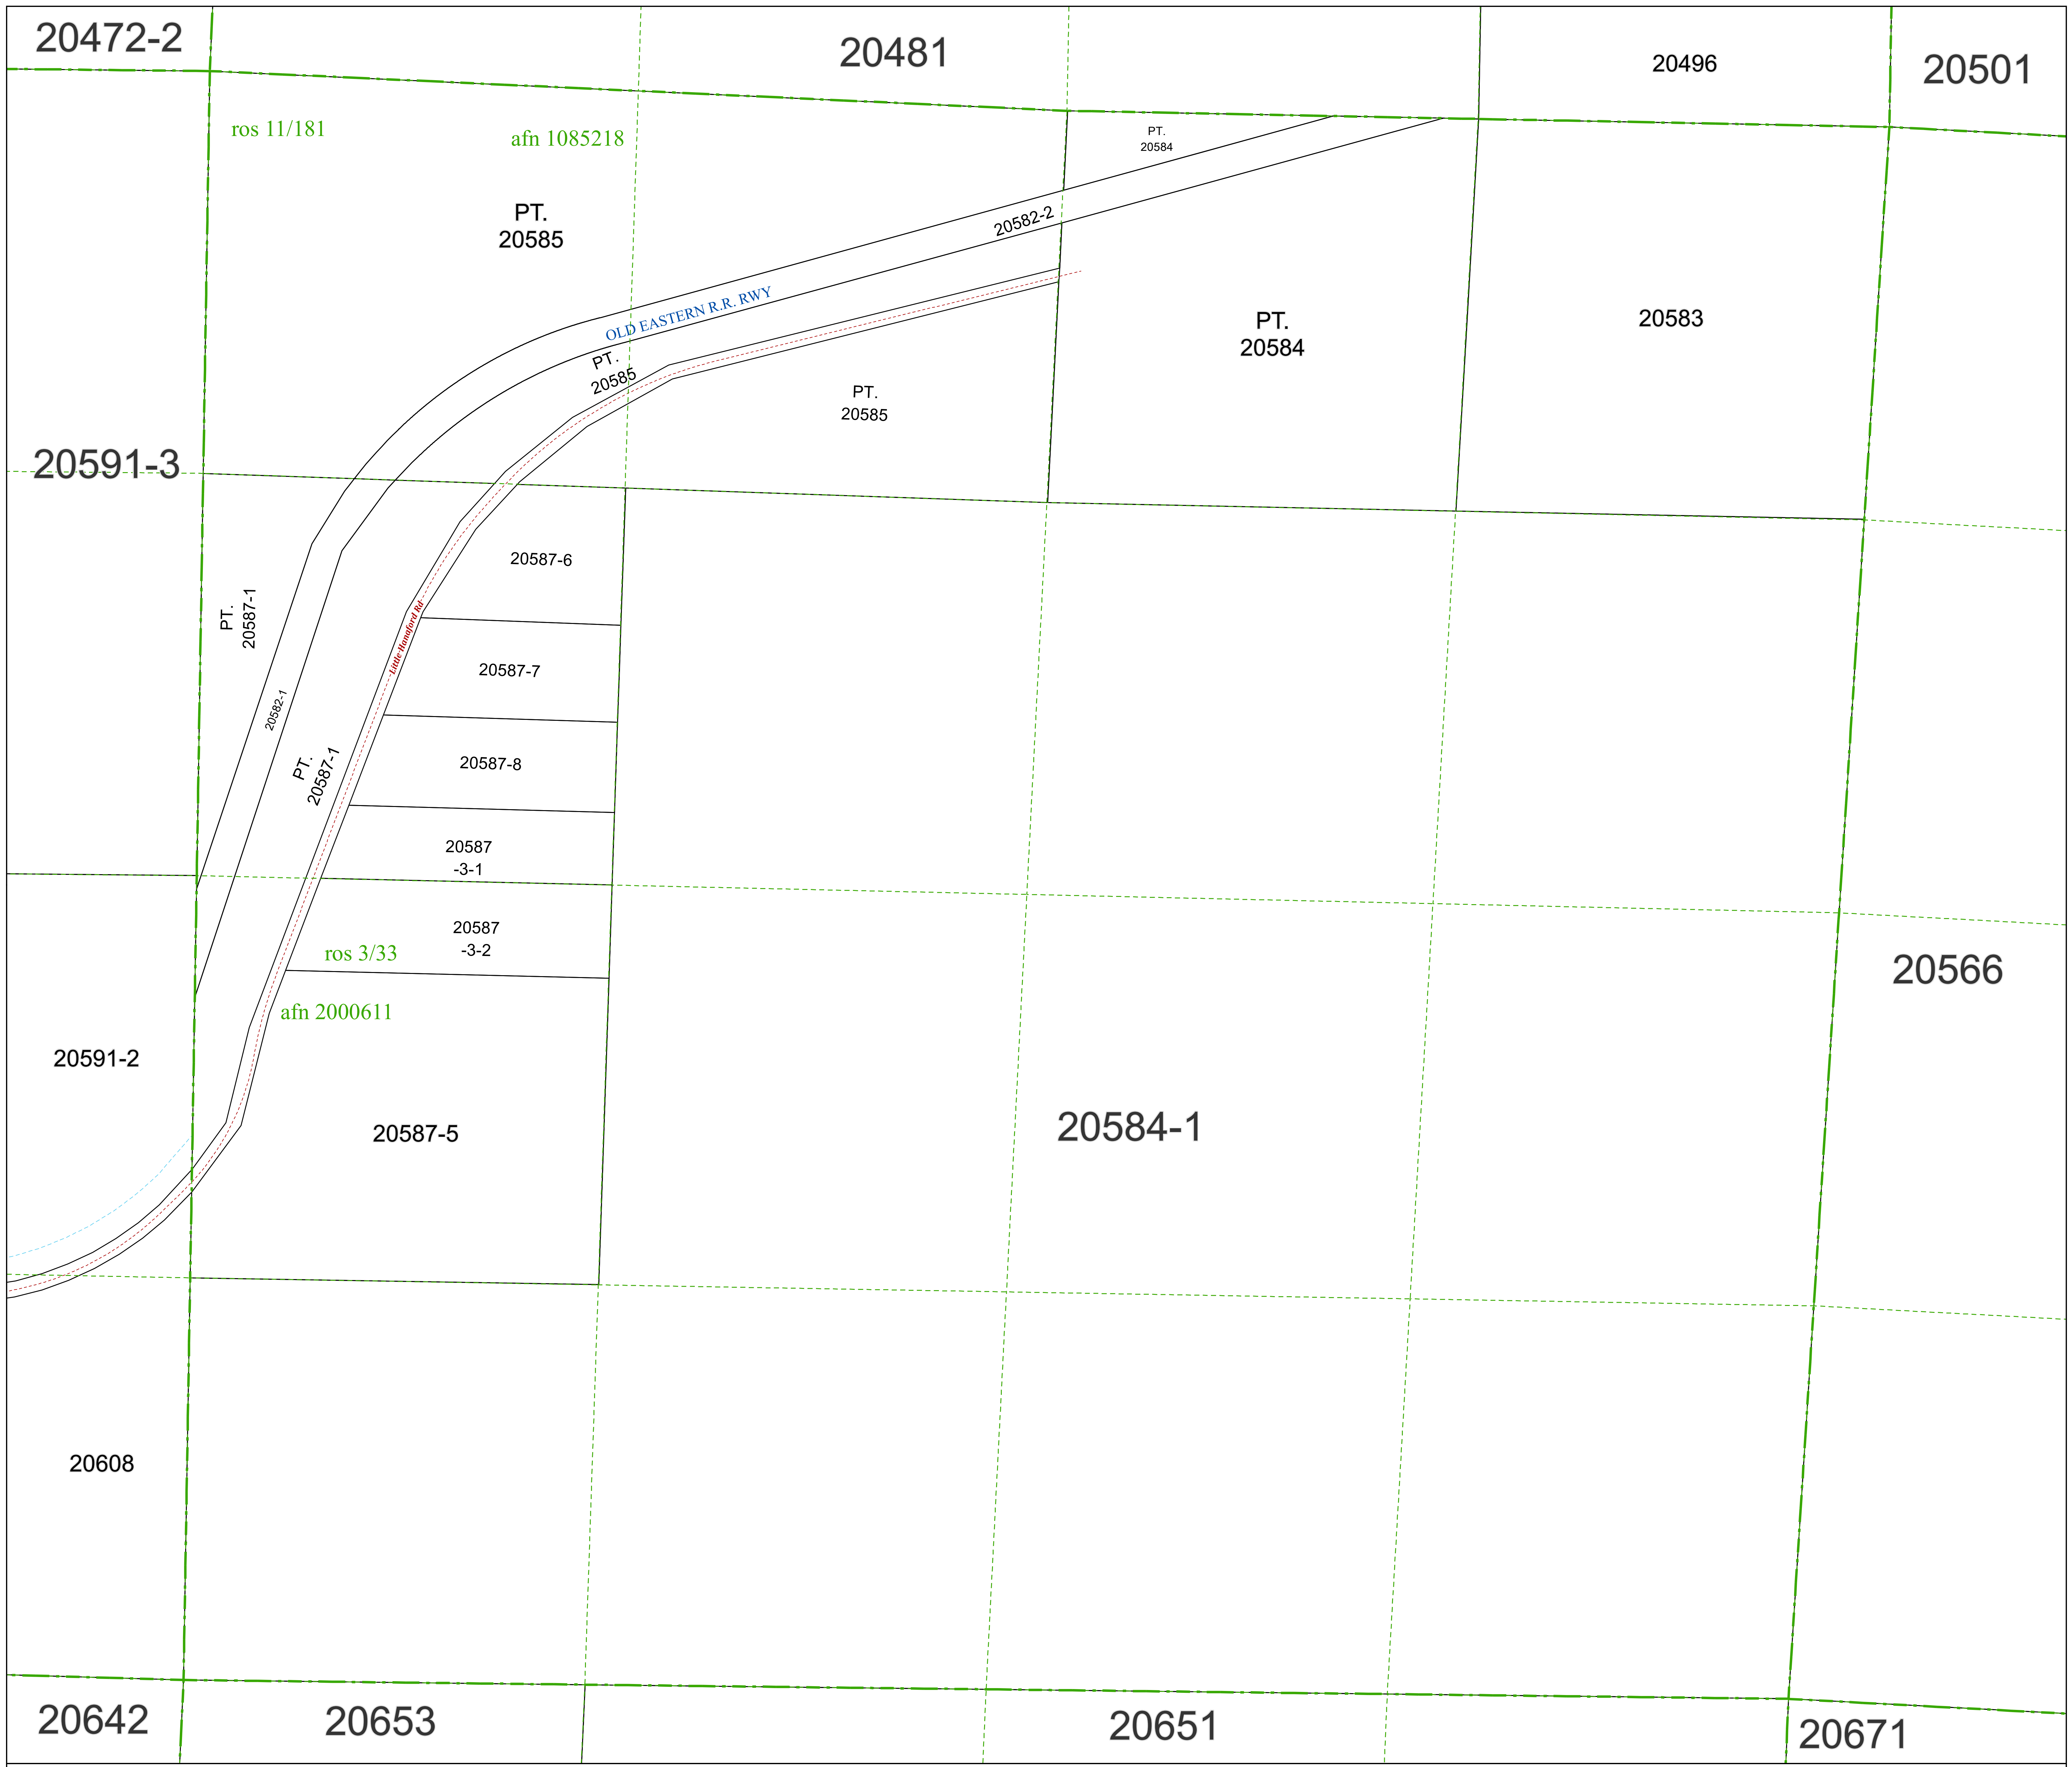 20472-2
20481
20496
20501
ros 11/181
afn 1085218
PT.
20584
PT.
20585
20582-2
OLD EASTERN R.R. RWY
PT.
20584
20583
PT.
20585
PT.
20585
20591-3
20587-6
PT.
20587-1
Little Hanaford Rd
20587-7
20582-1
PT.
20587-1
20587-8
20587
-3-1
20587
-3-2
ros 3/33
20566
afn 2000611
20591-2
20587-5
20584-1
20608
20642
20653
20651
20671